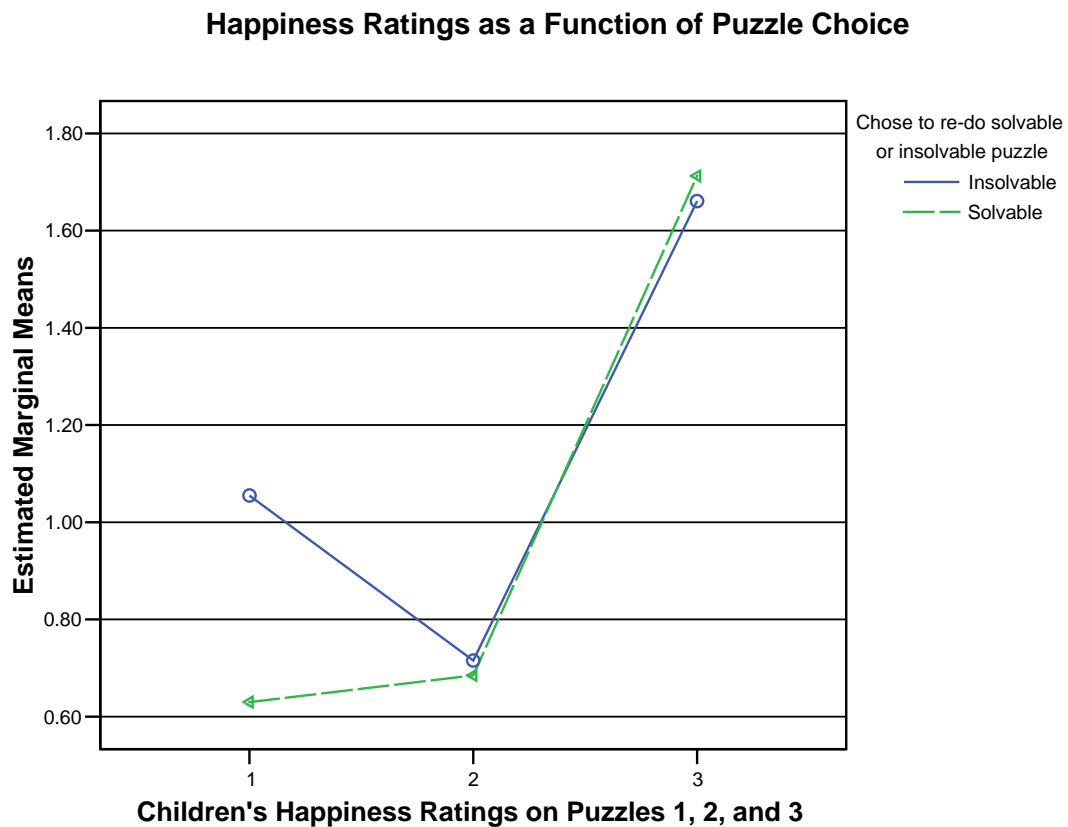 Happiness Ratings as a Function of Puzzle Choice
1.80
1.60
1.40
1.20
1.00
0.80
0.60
Estimated Marginal Means
1
2
3
Children's Happiness Ratings on Puzzles 1, 2, and 3
Chose to re-do solvable
or insolvable puzzle
Insolvable
Solvable